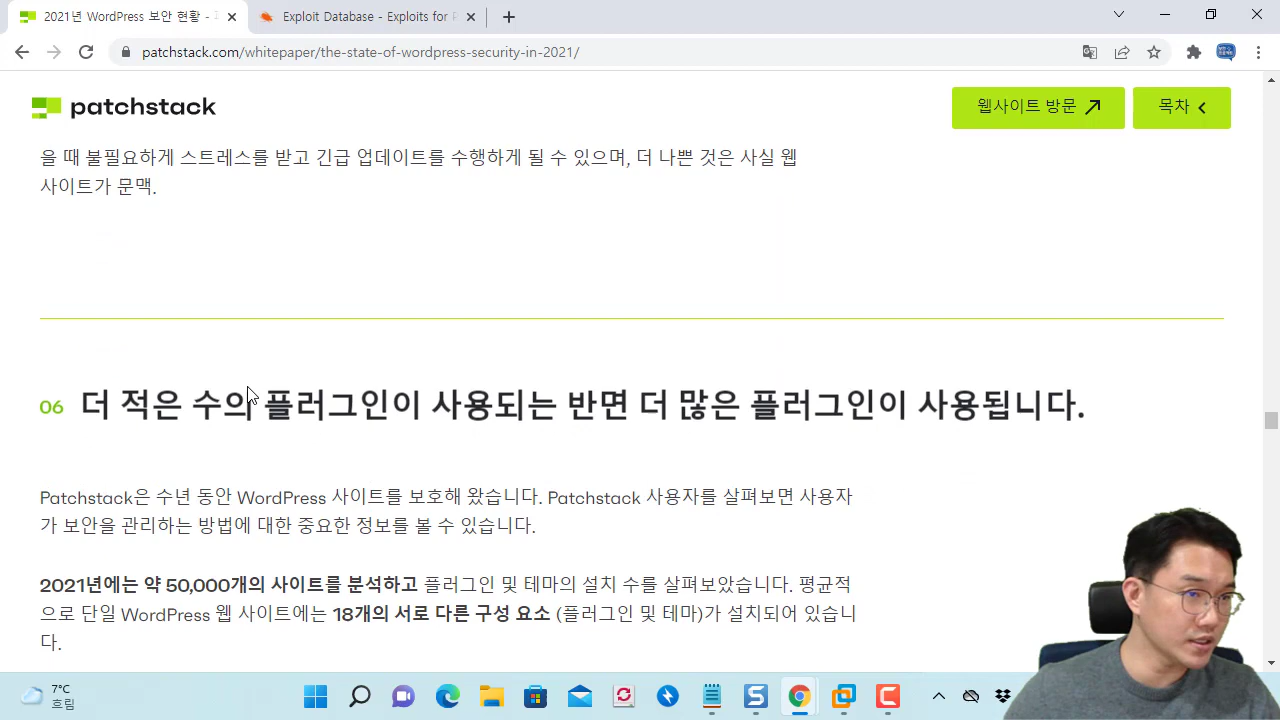 2021년 WordPress 보안 현황 -
Exploit Database - Exploits for
patchstack.com/whitepaper/the-state-of-wordpress-security-in-2021/
patchstack
웹사이트 방문
목차
을 때 불필요하게 스트레스를 받고 긴급 업데이트를 수행하게 될 수 있으며, 더 나쁜 것은 사실 웹
사이트가 문맥.
06 더 적은 수의 플러그인이 사용되는 반면 더 많은 플러그인이 사용됩니다.
Patchstack은 수년 동안 WordPress 사이트를 보호해 왔습니다. Patchstack 사용자를 살펴보면 사용자
가 보안을 관리하는 방법에 대한 중요한 정보를 볼 수 있습니다.
2021년에는 약 50,000개의 사이트를 분석하고 플러그인 및 테마의 설치 수를 살펴보았습니다. 평균적
으로 단일 WordPress 웹 사이트에는 18개의 서로 다른 구성 요소 (플러그인 및 테마)가 설치되어 있습니
다.
7°C
흐림